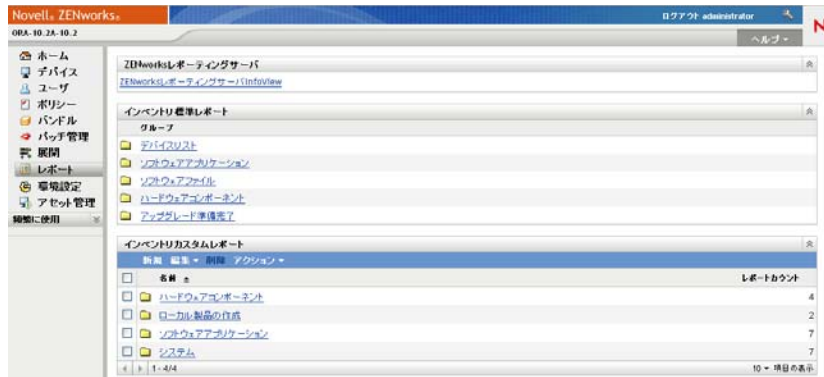 Novell® ZENworks®
ログアウト administrator
N
ORA-10.2A-10.2
ヘルプ
ホーム
デバイス
ユーザ
ポリシー
バンドル
パッチ管理
展開
レポート
環境設定
アセット管理
頻繁に使用
ZENworksレポーティングサーバ
ZENworksレポーティングサーバInfoView
インベントリ標準レポート
グループ
デバイスリスト
ソフトウェアアプリケーション
ソフトウェアファイル
ハードウェアコンポーネント
アップグレード準備完了
インベントリカスタムレポート
新規 編集 削除 アクション
名前 レポートカウント
ハードウェアコンポーネント 4
ローカル製品の作成 2
ソフトウェアアプリケーション 7
システム 7
1 - 4/4 10 項目の表示